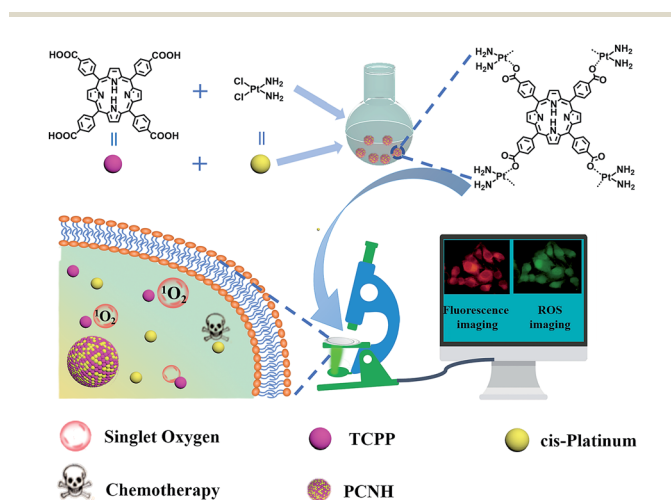 HOOC COOH
N H N
H
N N
HOOC COOH
+
Cl NH2
Pt
Cl NH2
=
=
+
H2N Pt
H2N O
O
Pt NH2
NH2
O
O
N H N
H
N N
O
O
H2N O
H2N Pt
O
O Pt NH2
NH2
1O2
1O2
Fluorescence
imaging
ROS
imaging
Singlet Oxygen
TCPP
cis-Platinum
Chemotherapy
PCNH